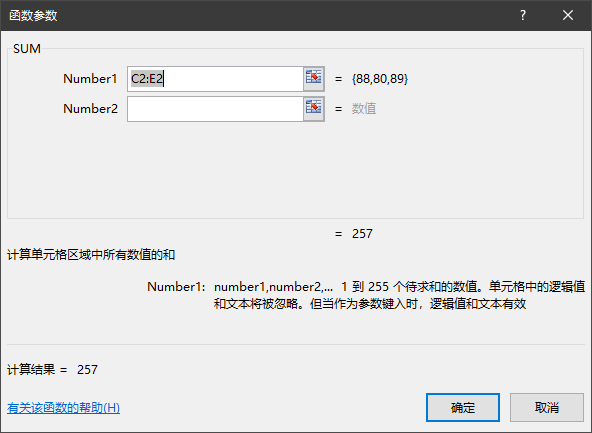 函数参数 ?
SUM
Number1 C2:E2 = {88,80,89}
Number2 = 数值
= 257
计算单元格区域中所有数值的和
Number1: number1,number2,... 1 到 255 个待求和的数值。单元格中的逻辑值
和文本将被忽略。但当作为参数键入时，逻辑值和文本有效
计算结果 = 257
有关该函数的帮助(H) 确定 取消